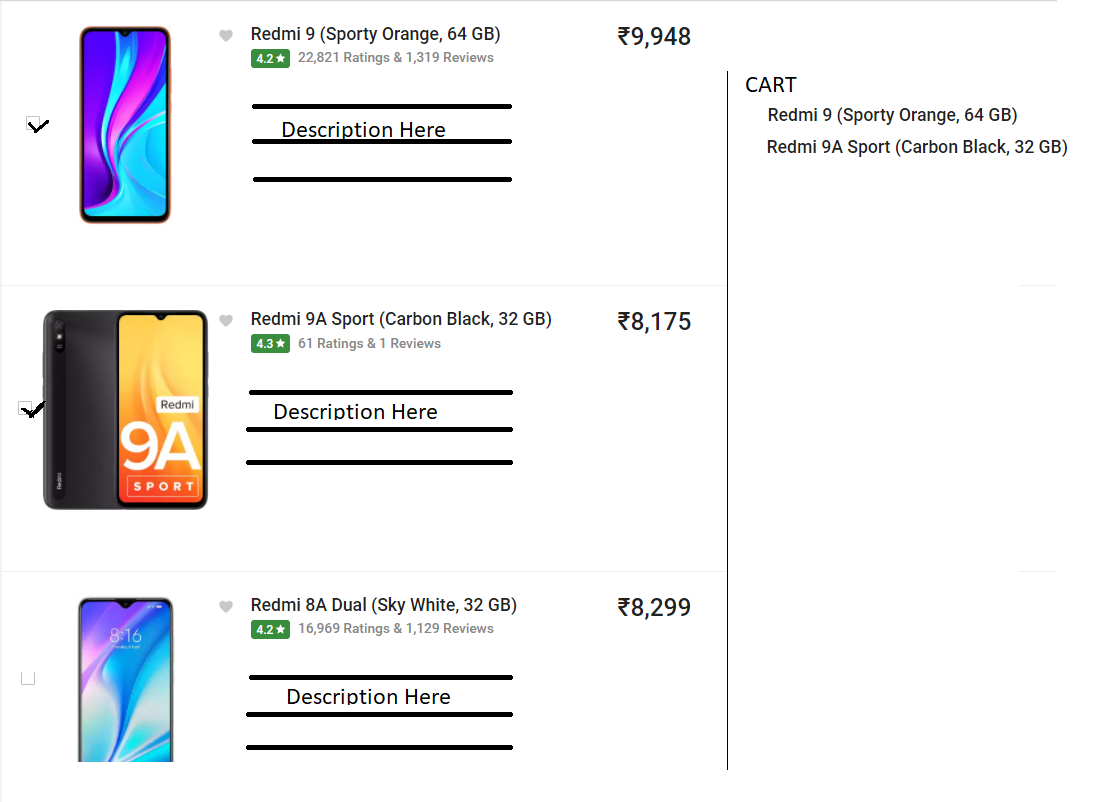 Redmi 9 (Sporty Orange, 64 GB)
₹9,948
4.2★ 22,821 Ratings & 1,319 Reviews
Description Here
CART
Redmi 9 (Sporty Orange, 64 GB)
Redmi 9A Sport (Carbon Black, 32 GB)
Redmi 9A Sport (Carbon Black, 32 GB)
₹8,175
4.3★ 61 Ratings & 1 Reviews
Redmi
9A
SPORT
Redmi
Description Here
Redmi 8A Dual (Sky White, 32 GB)
₹8,299
4.2★ 16,969 Ratings & 1,129 Reviews
8:16
Description Here